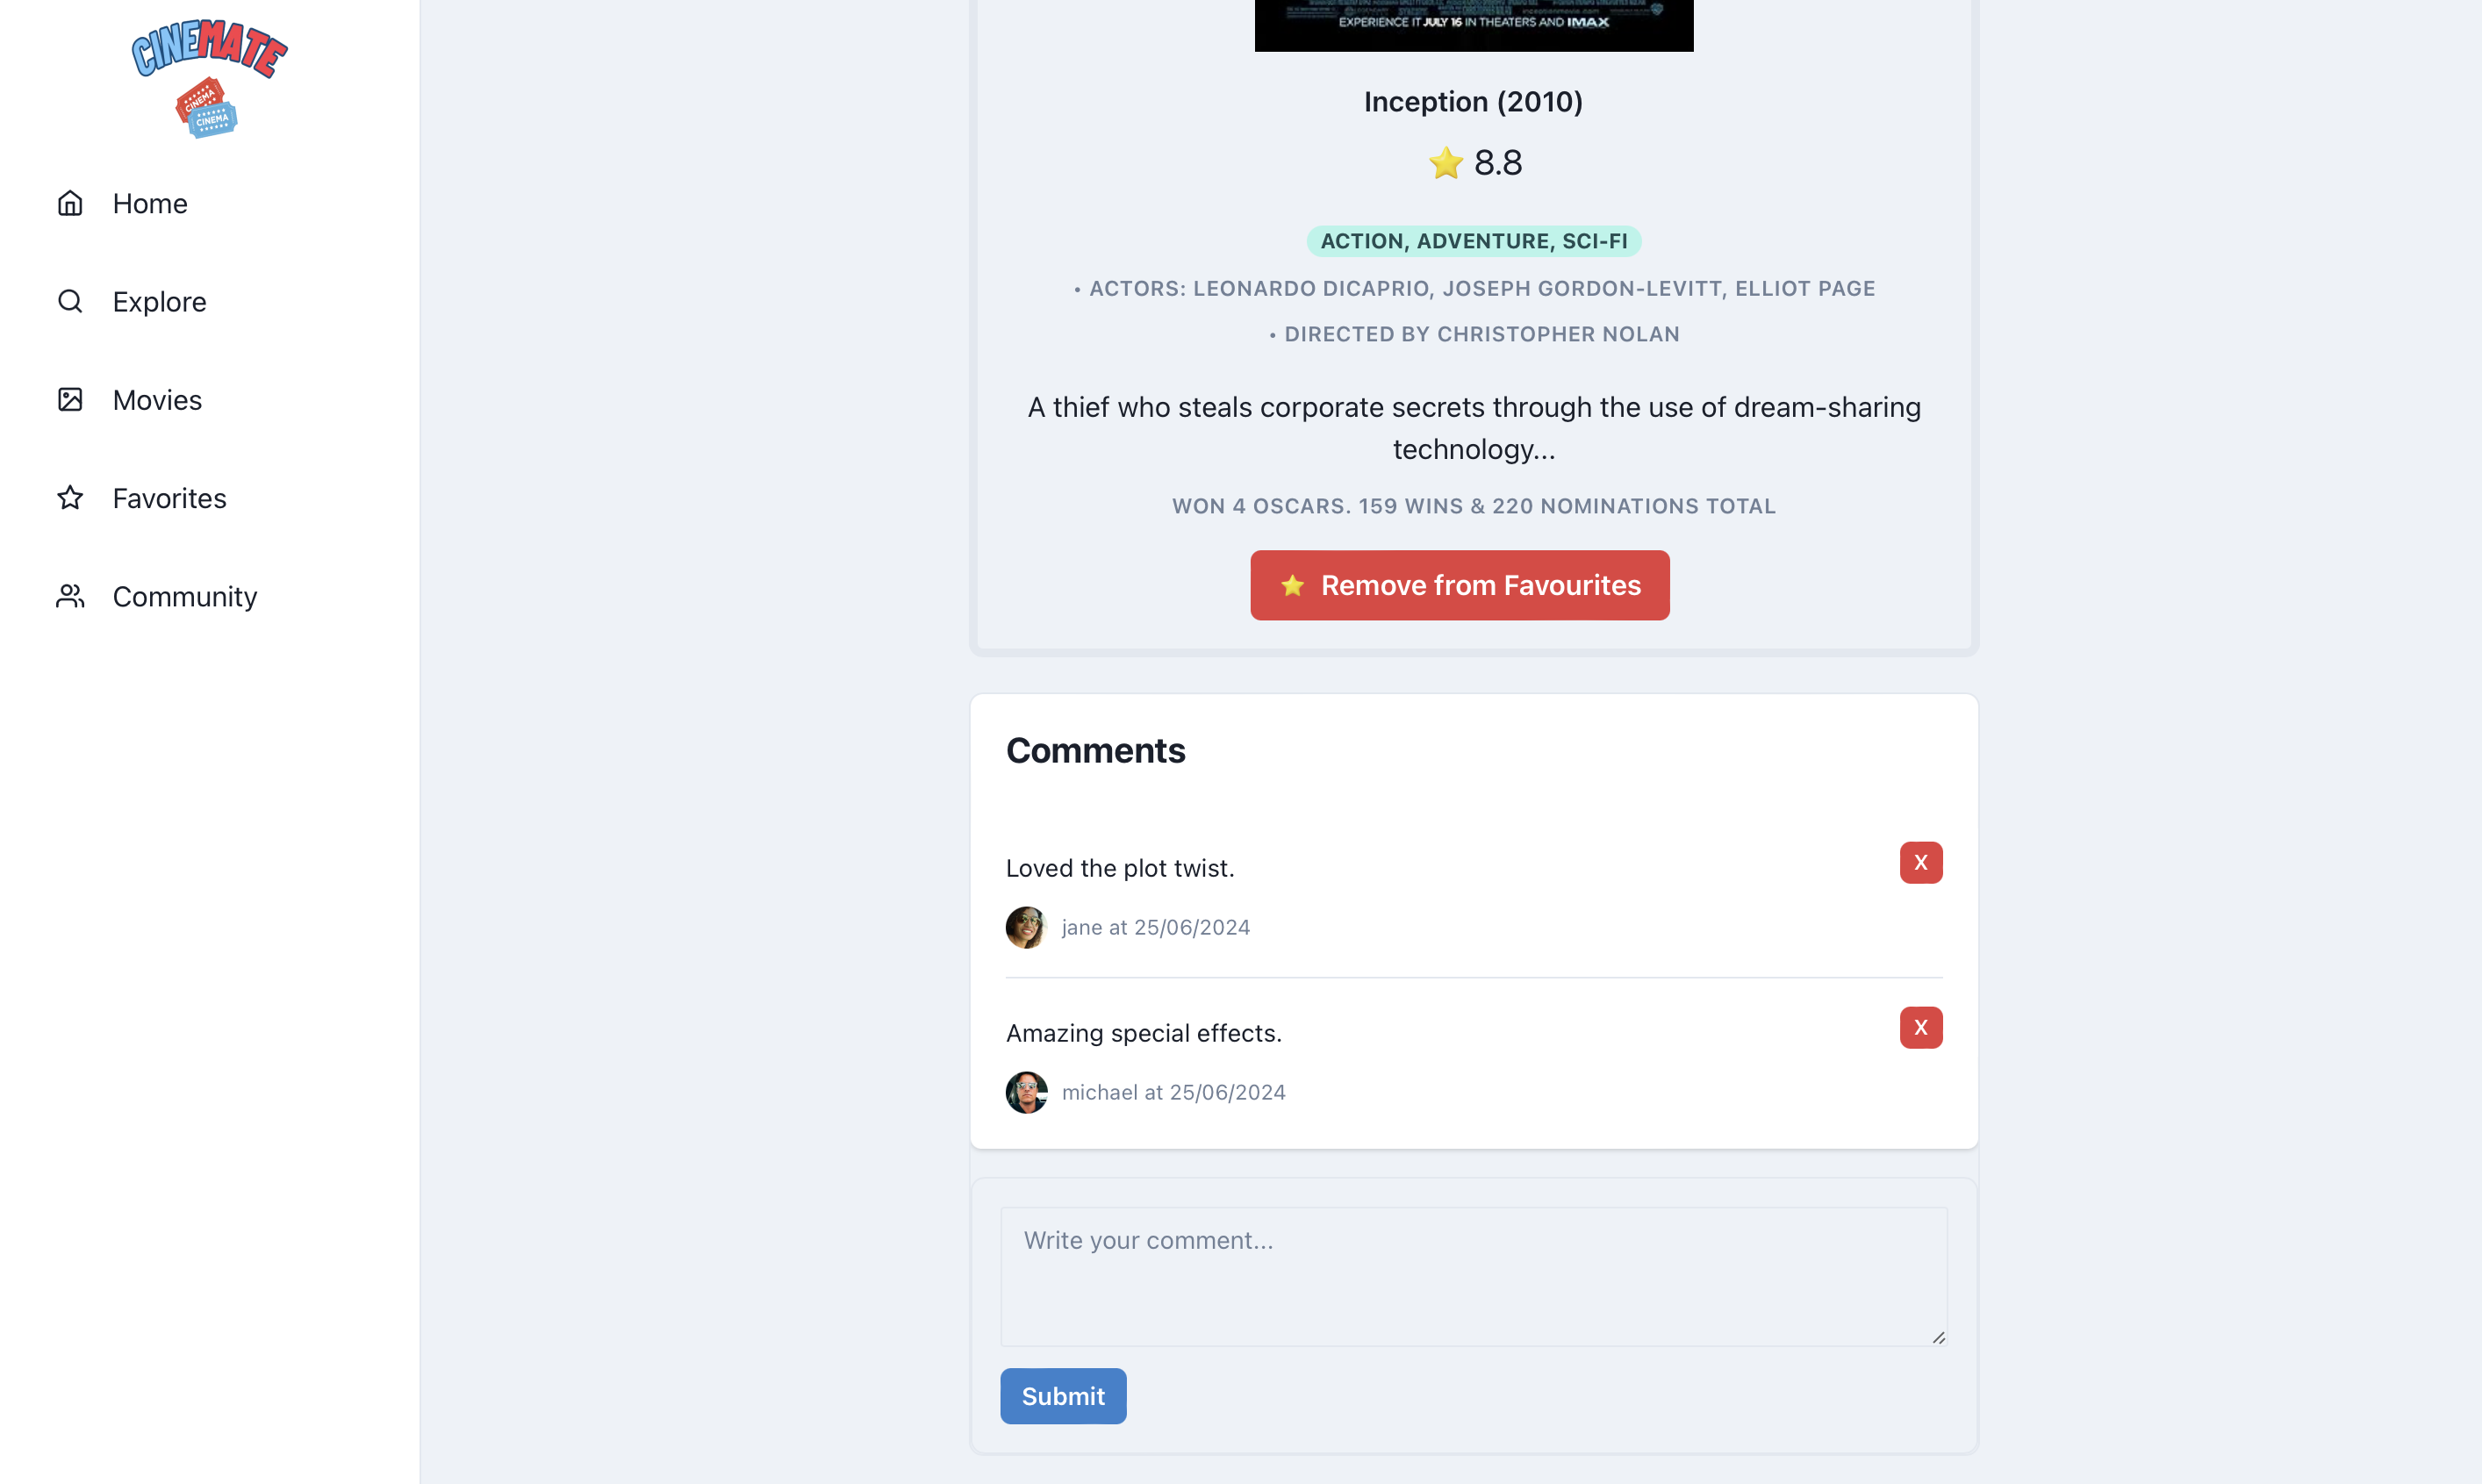 CINEMATE
CINEMA
CINEMA
Home
Explore
Movies
Favorites
Community
EXPERIENCE IT JULY 16 IN THEATERS AND IMAX
Inception (2010)
⭐ 8.8
ACTION, ADVENTURE, SCI-FI
• ACTORS: LEONARDO DICAPRIO, JOSEPH GORDON-LEVITT, ELLIOT PAGE
• DIRECTED BY CHRISTOPHER NOLAN
A thief who steals corporate secrets through the use of dream-sharing
technology...
WON 4 OSCARS. 159 WINS & 220 NOMINATIONS TOTAL
⭐ Remove from Favourites
Comments
Loved the plot twist.
X
jane at 25/06/2024
Amazing special effects.
X
michael at 25/06/2024
Write your comment...
Submit